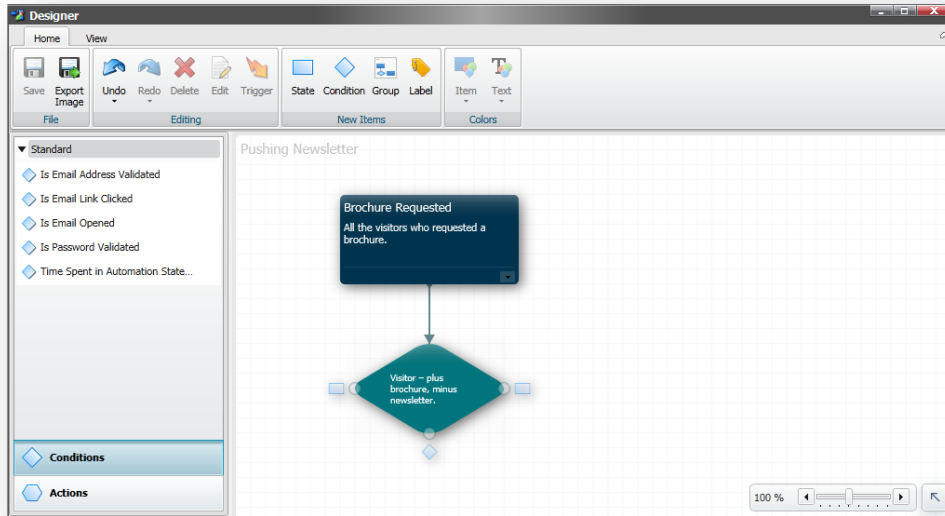 Designer
Home View
Save Export Image Undo Redo Delete Edit Trigger State Condition Group Label Item Text
File Editing New Items Colors
Standard
Is Email Address Validated
Is Email Link Clicked
Is Email Opened
Is Password Validated
Time Spent in Automation State...
Conditions
Actions
Pushing Newsletter
Brochure Requested
All the visitors who requested a
brochure.
Visitor – plus
brochure, minus
newsletter.
100 %